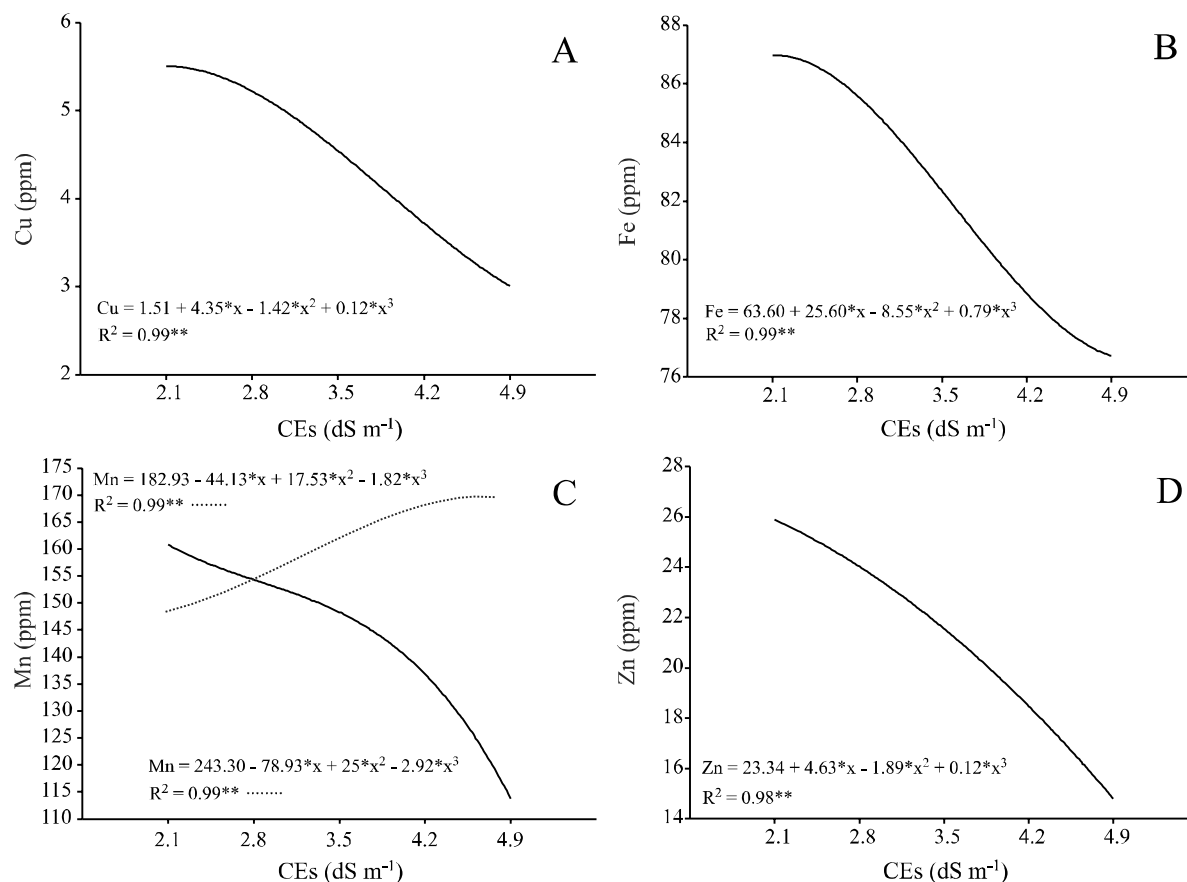 A
6
5
4
3
2
Cu (ppm)
Cu = 1.51 + 4.35*x - 1.42*x² + 0.12*x³
R² = 0.99**
2.1 2.8 3.5 4.2 4.9
CEs (dS m⁻¹)
B
88
86
84
82
80
78
76
Fe (ppm)
Fe = 63.60 + 25.60*x - 8.55*x² + 0.79*x³
R² = 0.99**
2.1 2.8 3.5 4.2 4.9
CEs (dS m⁻¹)
C
175
170
165
160
155
150
145
140
135
130
125
120
115
110
Mn (ppm)
Mn = 182.93 - 44.13*x + 17.53*x² - 1.82*x³
R² = 0.99** ........
Mn = 243.30 - 78.93*x + 25*x² - 2.92*x³
R² = 0.99** ........
2.1 2.8 3.5 4.2 4.9
CEs (dS m⁻¹)
D
28
26
24
22
20
18
16
14
Zn (ppm)
Zn = 23.34 + 4.63*x - 1.89*x² + 0.12*x³
R² = 0.98**
2.1 2.8 3.5 4.2 4.9
CEs (dS m⁻¹)